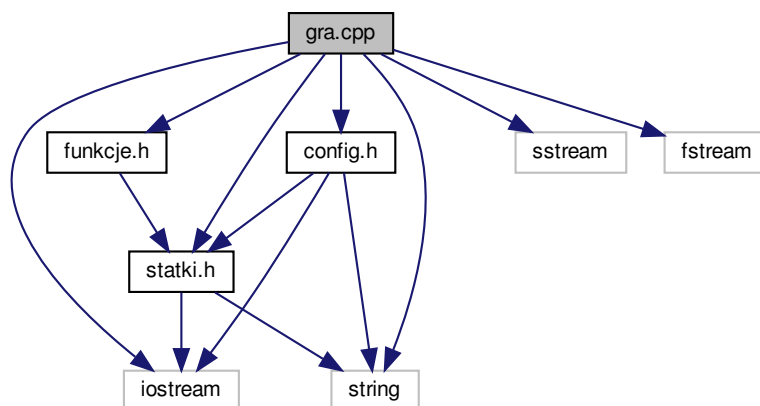 gra.cpp
funkcje.h
config.h
sstream
fstream
statki.h
iostream
string